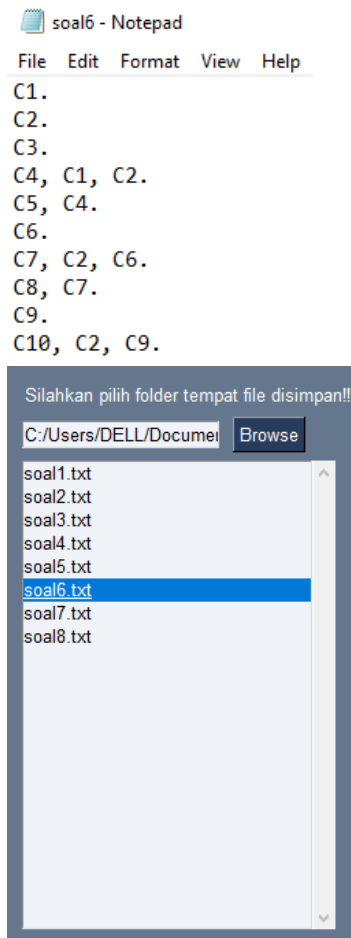 soal6 - Notepad
File Edit Format View Help
C1.
C2.
C3.
C4, C1, C2.
C5, C4.
C6.
C7, C2, C6.
C8, C7.
C9.
C10, C2, C9.
Silahkan pilih folder tempat file disimpan!!
C:/Users/DELL/Documei Browse
soal1.txt
soal2.txt
soal3.txt
soal4.txt
soal5.txt
soal6.txt
soal7.txt
soal8.txt